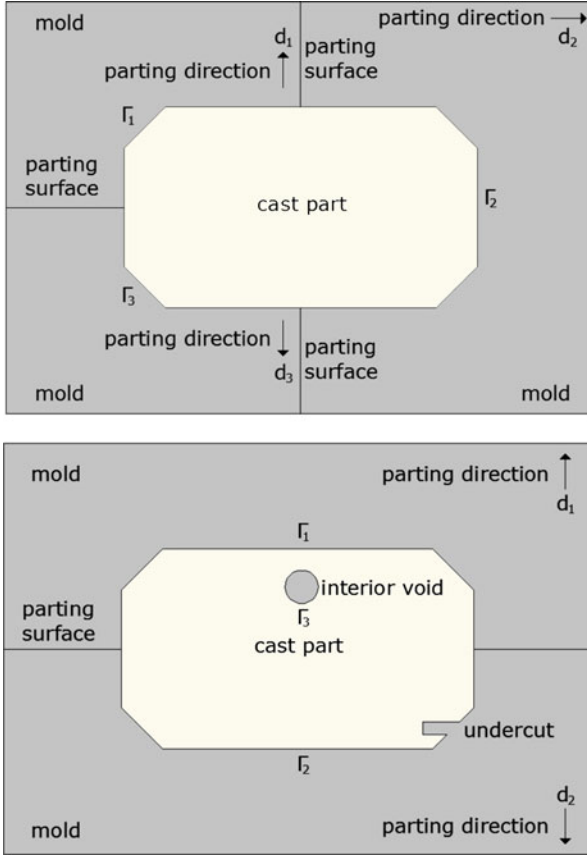 mold
parting direction
d₁
parting
surface
parting direction
d₂
Γ₁
parting
surface
cast part
Γ₂
Γ₃
parting direction
d₃
parting
surface
mold
mold
mold
parting direction
d₁
Γ₁
interior void
Γ₃
parting
surface
cast part
undercut
Γ₂
d₂
mold
parting direction